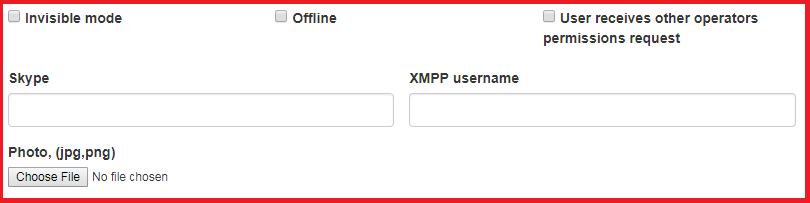 Invisible mode
Offline
User receives other operators
permissions request
Skype
XMPP username
Photo, (jpg,png)
Choose File No file chosen